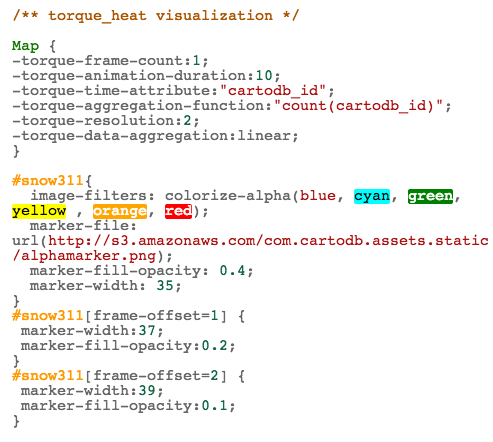 /** torque_heat visualization */
Map {
-torque-frame-count:1;
-torque-animation-duration:10;
-torque-time-attribute:"cartodb_id";
-torque-aggregation-function:"count(cartodb_id)";
-torque-resolution:2;
-torque-data-aggregation:linear;
}
#snow311{
image-filters: colorize-alpha(blue, cyan, green,
yellow , orange, red);
marker-file:
url(http://s3.amazonaws.com/com.cartodb.assets.static
/alphamarker.png);
marker-fill-opacity: 0.4;
marker-width: 35;
}
#snow311[frame-offset=1] {
marker-width:37;
marker-fill-opacity:0.2;
}
#snow311[frame-offset=2] {
marker-width:39;
marker-fill-opacity:0.1;
}